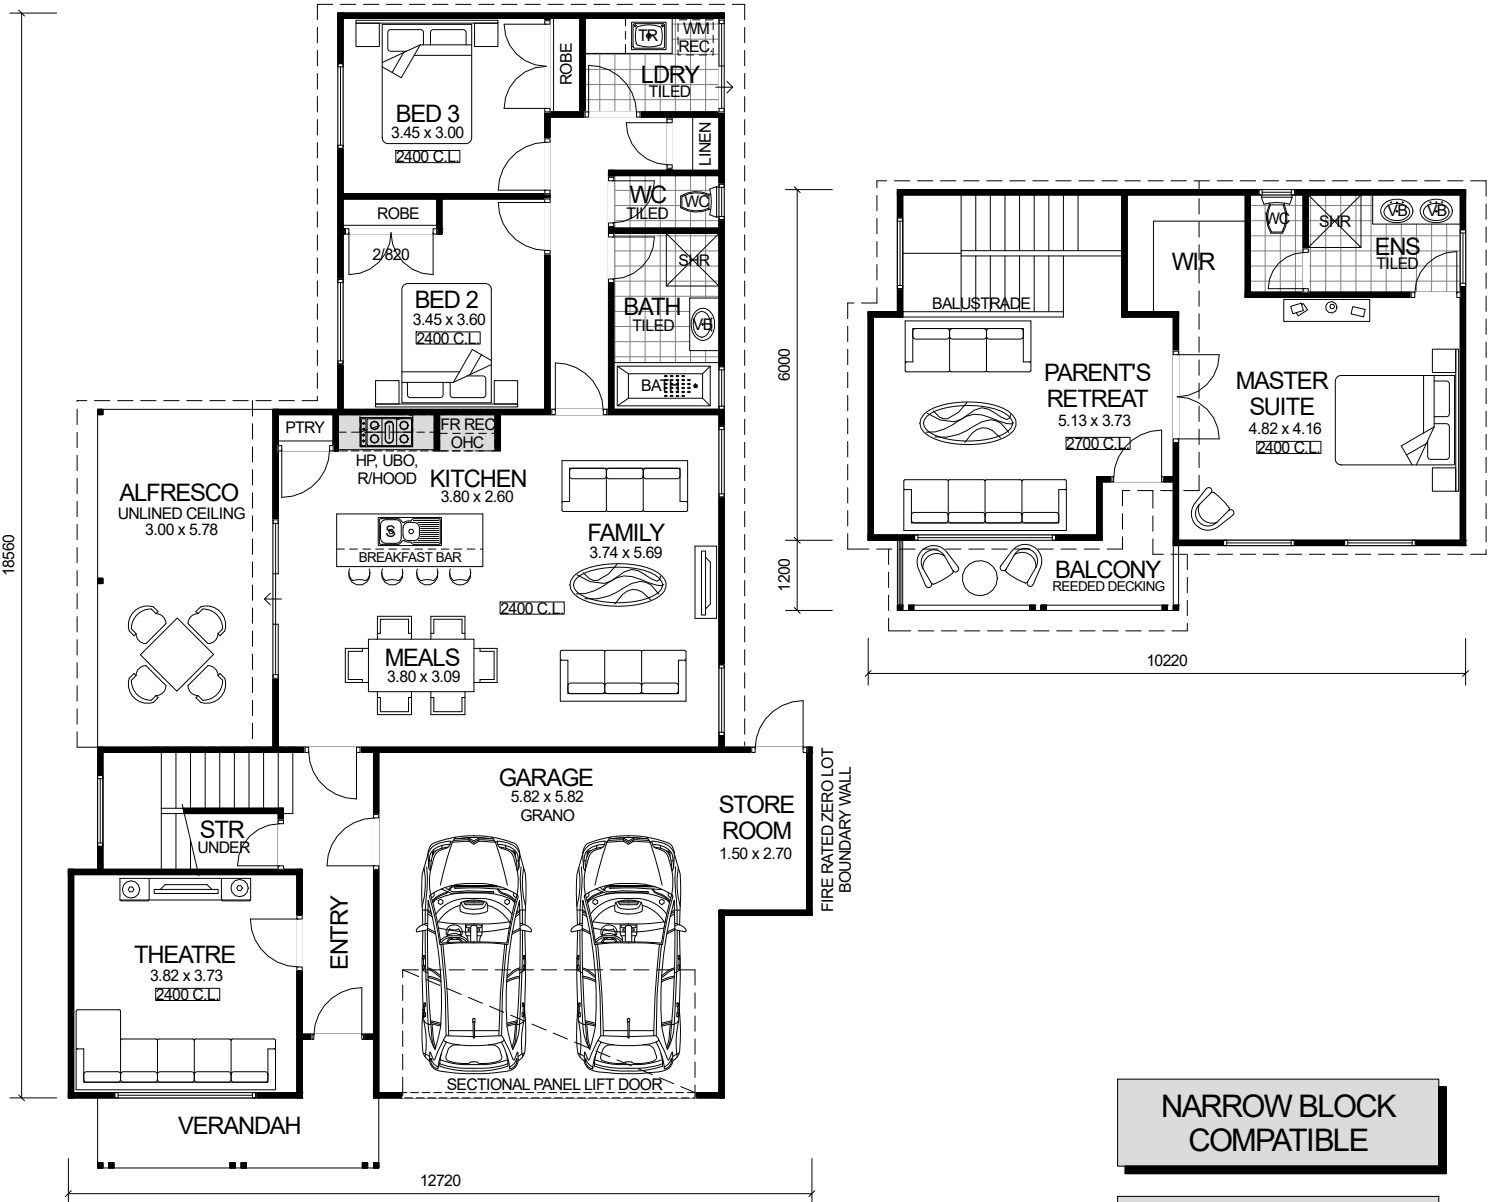 BED 3
3.45 x 3.00
2400 C.L.
ROBE
TR
WM
REC.
LDRY
TILED
LINEN
WC
TILED
WC
ROBE
2/820
BED 2
3.45 x 3.60
2400 C.L.
SHR
BATH
TILED
VB
BATH
PTRY
FR REC
OHC
HP, UBO,
R/HOOD
KITCHEN
3.80 x 2.60
ALFRESCO
UNLINED CEILING
3.00 x 5.78
S
BREAKFAST BAR
FAMILY
3.74 x 5.69
2400 C.L.
MEALS
3.80 x 3.09
18560
GARAGE
5.82 x 5.82
GRANO
STORE
ROOM
1.50 x 2.70
FIRE RATED ZERO LOT
BOUNDARY WALL
STR
UNDER
ENTRY
THEATRE
3.82 x 3.73
2400 C.L.
SECTIONAL PANEL LIFT DOOR
VERANDAH
12720
WC
SHR
VB
VB
ENS
TILED
WIR
BALUSTRADE
6000
PARENT'S
RETREAT
5.13 x 3.73
2700 C.L.
MASTER
SUITE
4.82 x 4.16
2400 C.L.
1200
BALCONY
REEDED DECKING
10220
NARROW BLOCK
COMPATIBLE